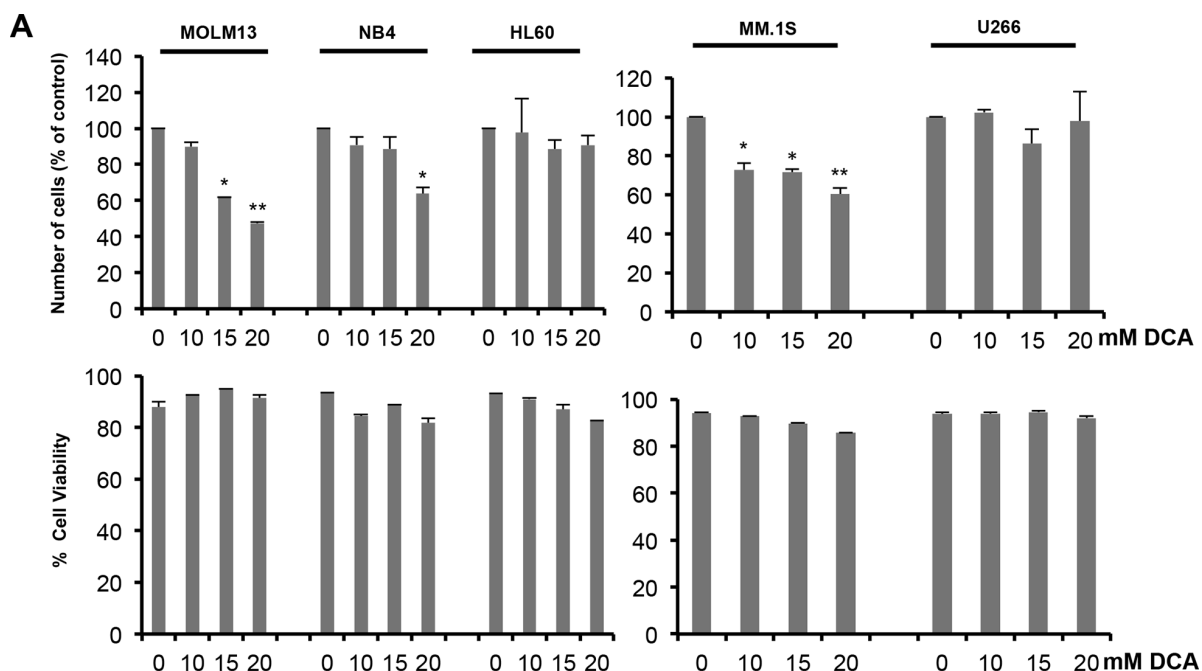 A
MOLM13 NB4 HL60 MM.1S U266
Number of cells (% of control)
140
120
100
80
60
40
20
0
* ** *
0 10 15 20 0 10 15 20 0 10 15 20
120
100
80
60
40
20
0
* * **
0 10 15 20 0 10 15 20 mM DCA
% Cell Viability
100
80
60
40
20
0
0 10 15 20 0 10 15 20 0 10 15 20
100
80
60
40
20
0
0 10 15 20 0 10 15 20 mM DCA